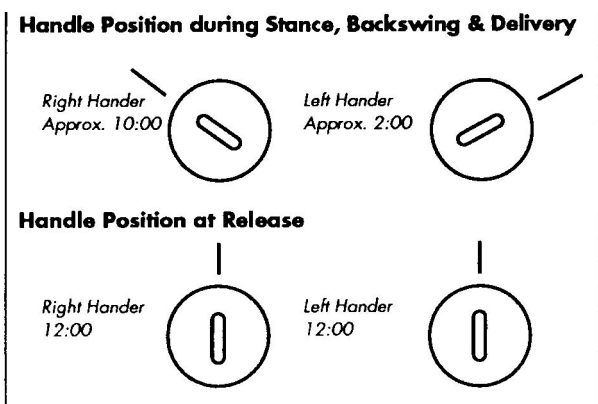 Handle Position during Stance, Backswing & Delivery
Right Hander
Approx. 10:00
Left Hander
Approx. 2:00
Handle Position at Release
Right Hander
12:00
Left Hander
12:00